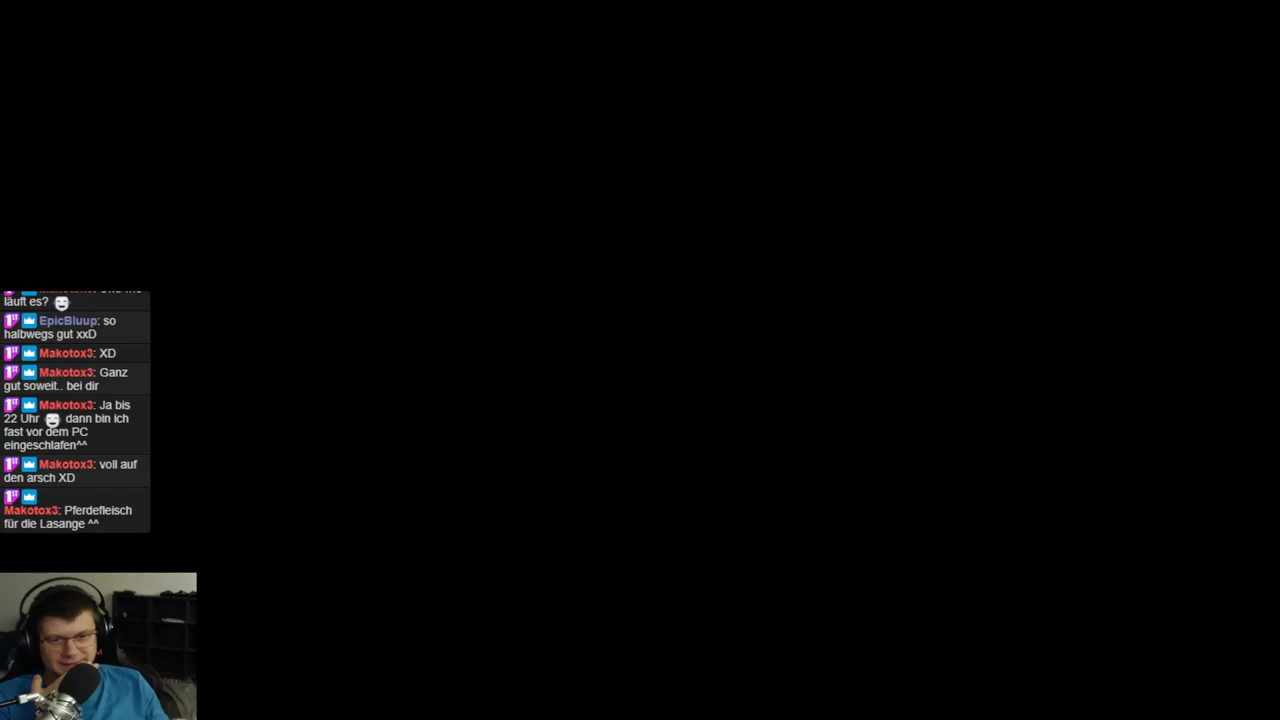 läuft es?
EpicBluup: so
halbwegs gut xxD
Makotox3: XD
Makotox3: Ganz
gut soweit.. bei dir
Makotox3: Ja bis
22 Uhr dann bin ich
fast vor dem PC
eingeschlafen^^
Makotox3: voll auf
den arsch XD
Makotox3: Pferdefleisch
für die Lasange ^^